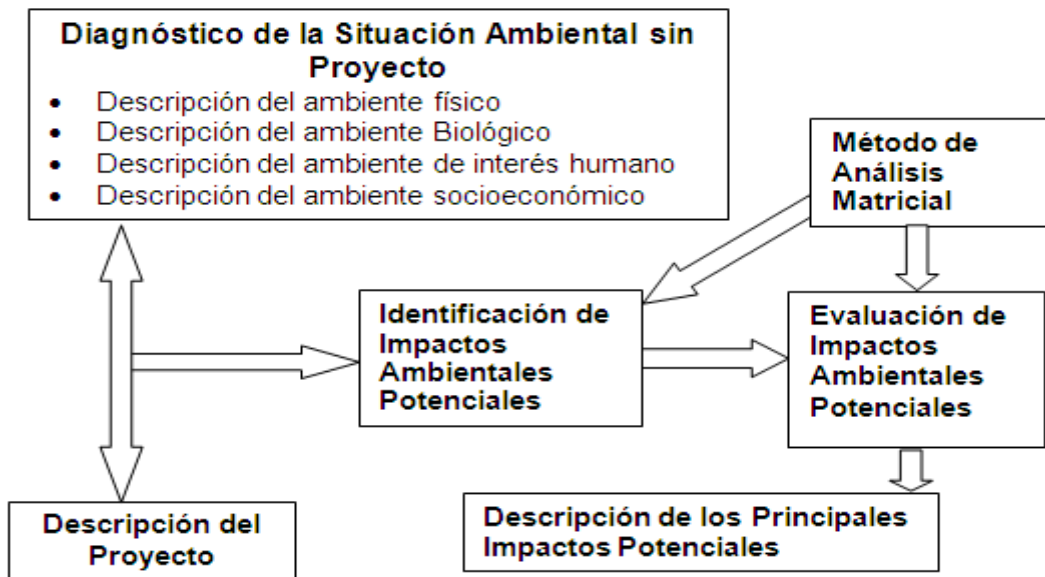 Diagnóstico de la Situación Ambiental sin
Proyecto
• Descripción del ambiente físico
• Descripción del ambiente Biológico
• Descripción del ambiente de interés humano
• Descripción del ambiente socioeconómico
Método de
Análisis
Matricial
Identificación de
Impactos
Ambientales
Potenciales
Evaluación de
Impactos
Ambientales
Potenciales
Descripción del
Proyecto
Descripción de los Principales
Impactos Potenciales